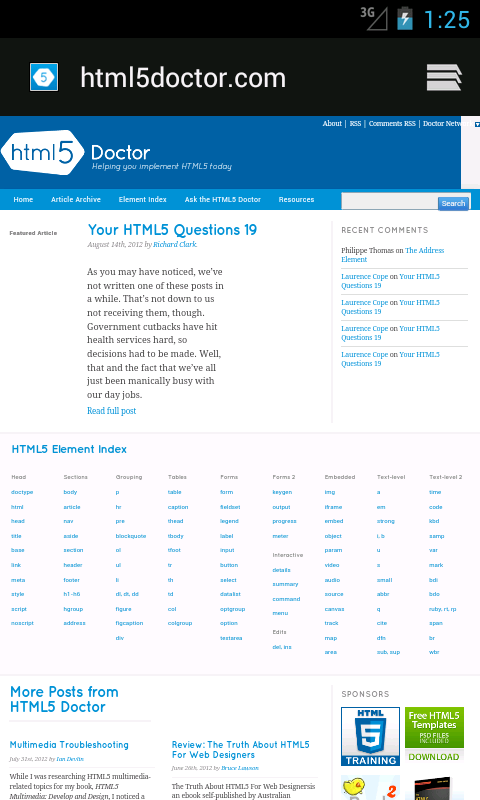 3G
1:25
5
html5doctor.com
About | RSS | Comments RSS | Doctor Netw
html5 Doctor
Helping you implement HTML5 today
Home Article Archive Element Index Ask the HTML5 Doctor Resources
Search
Featured Article
Your HTML5 Questions 19
August 14th, 2012 by Richard Clark.
As you may have noticed, we've
not written one of these posts in
a while. That's not down to us
not receiving them, though.
Government cutbacks have hit
health services hard, so
decisions had to be made. Well,
that and the fact that we've all
just been manically busy with
our day jobs.
Read full post
RECENT COMMENTS
Philippe Thomas on The Address
Element
Laurence Cope on Your HTML5
Questions 19
Laurence Cope on Your HTML5
Questions 19
Laurence Cope on Your HTML5
Questions 19
Laurence Cope on Your HTML5
Questions 19
HTML5 Element Index
Head
doctype
html
head
title
base
link
meta
style
script
noscript
Sections
body
article
nav
aside
section
header
footer
h1-h6
hgroup
address
Grouping
p
hr
pre
blockquote
ol
ul
li
dl, dt, dd
figure
figcaption
div
Tables
table
caption
thead
tbody
tfoot
tr
th
td
col
colgroup
Forms
form
fieldset
legend
label
input
button
select
datalist
optgroup
option
textarea
Forms 2
keygen
output
progress
meter
Interactive
details
summary
command
menu
Edits
del, ins
Embedded
img
iframe
embed
object
param
video
audio
source
canvas
track
map
area
Text-level
a
em
strong
i, b
u
s
small
abbr
q
cite
dfn
sub, sup
Text-level 2
time
code
kbd
samp
var
mark
bdi
bdo
ruby, rt, rp
span
br
wbr
More Posts from
HTML5 Doctor
Multimedia Troubleshooting
July 31st, 2012 by Ian Devlin
While I was researching HTML5 multimedia-
related topics for my book, HTML5
Multimedia: Develop and Design, I noticed a
Review: The Truth About HTML5
For Web Designers
June 26th, 2012 by Bruce Lawson
The Truth About HTML5 For Web Designersis
an ebook self-published by Australian
SPONSORS
HTML
5
TRAINING
Free HTML5
Templates
PSD FILES
INCLUDED
DOWNLOAD
2